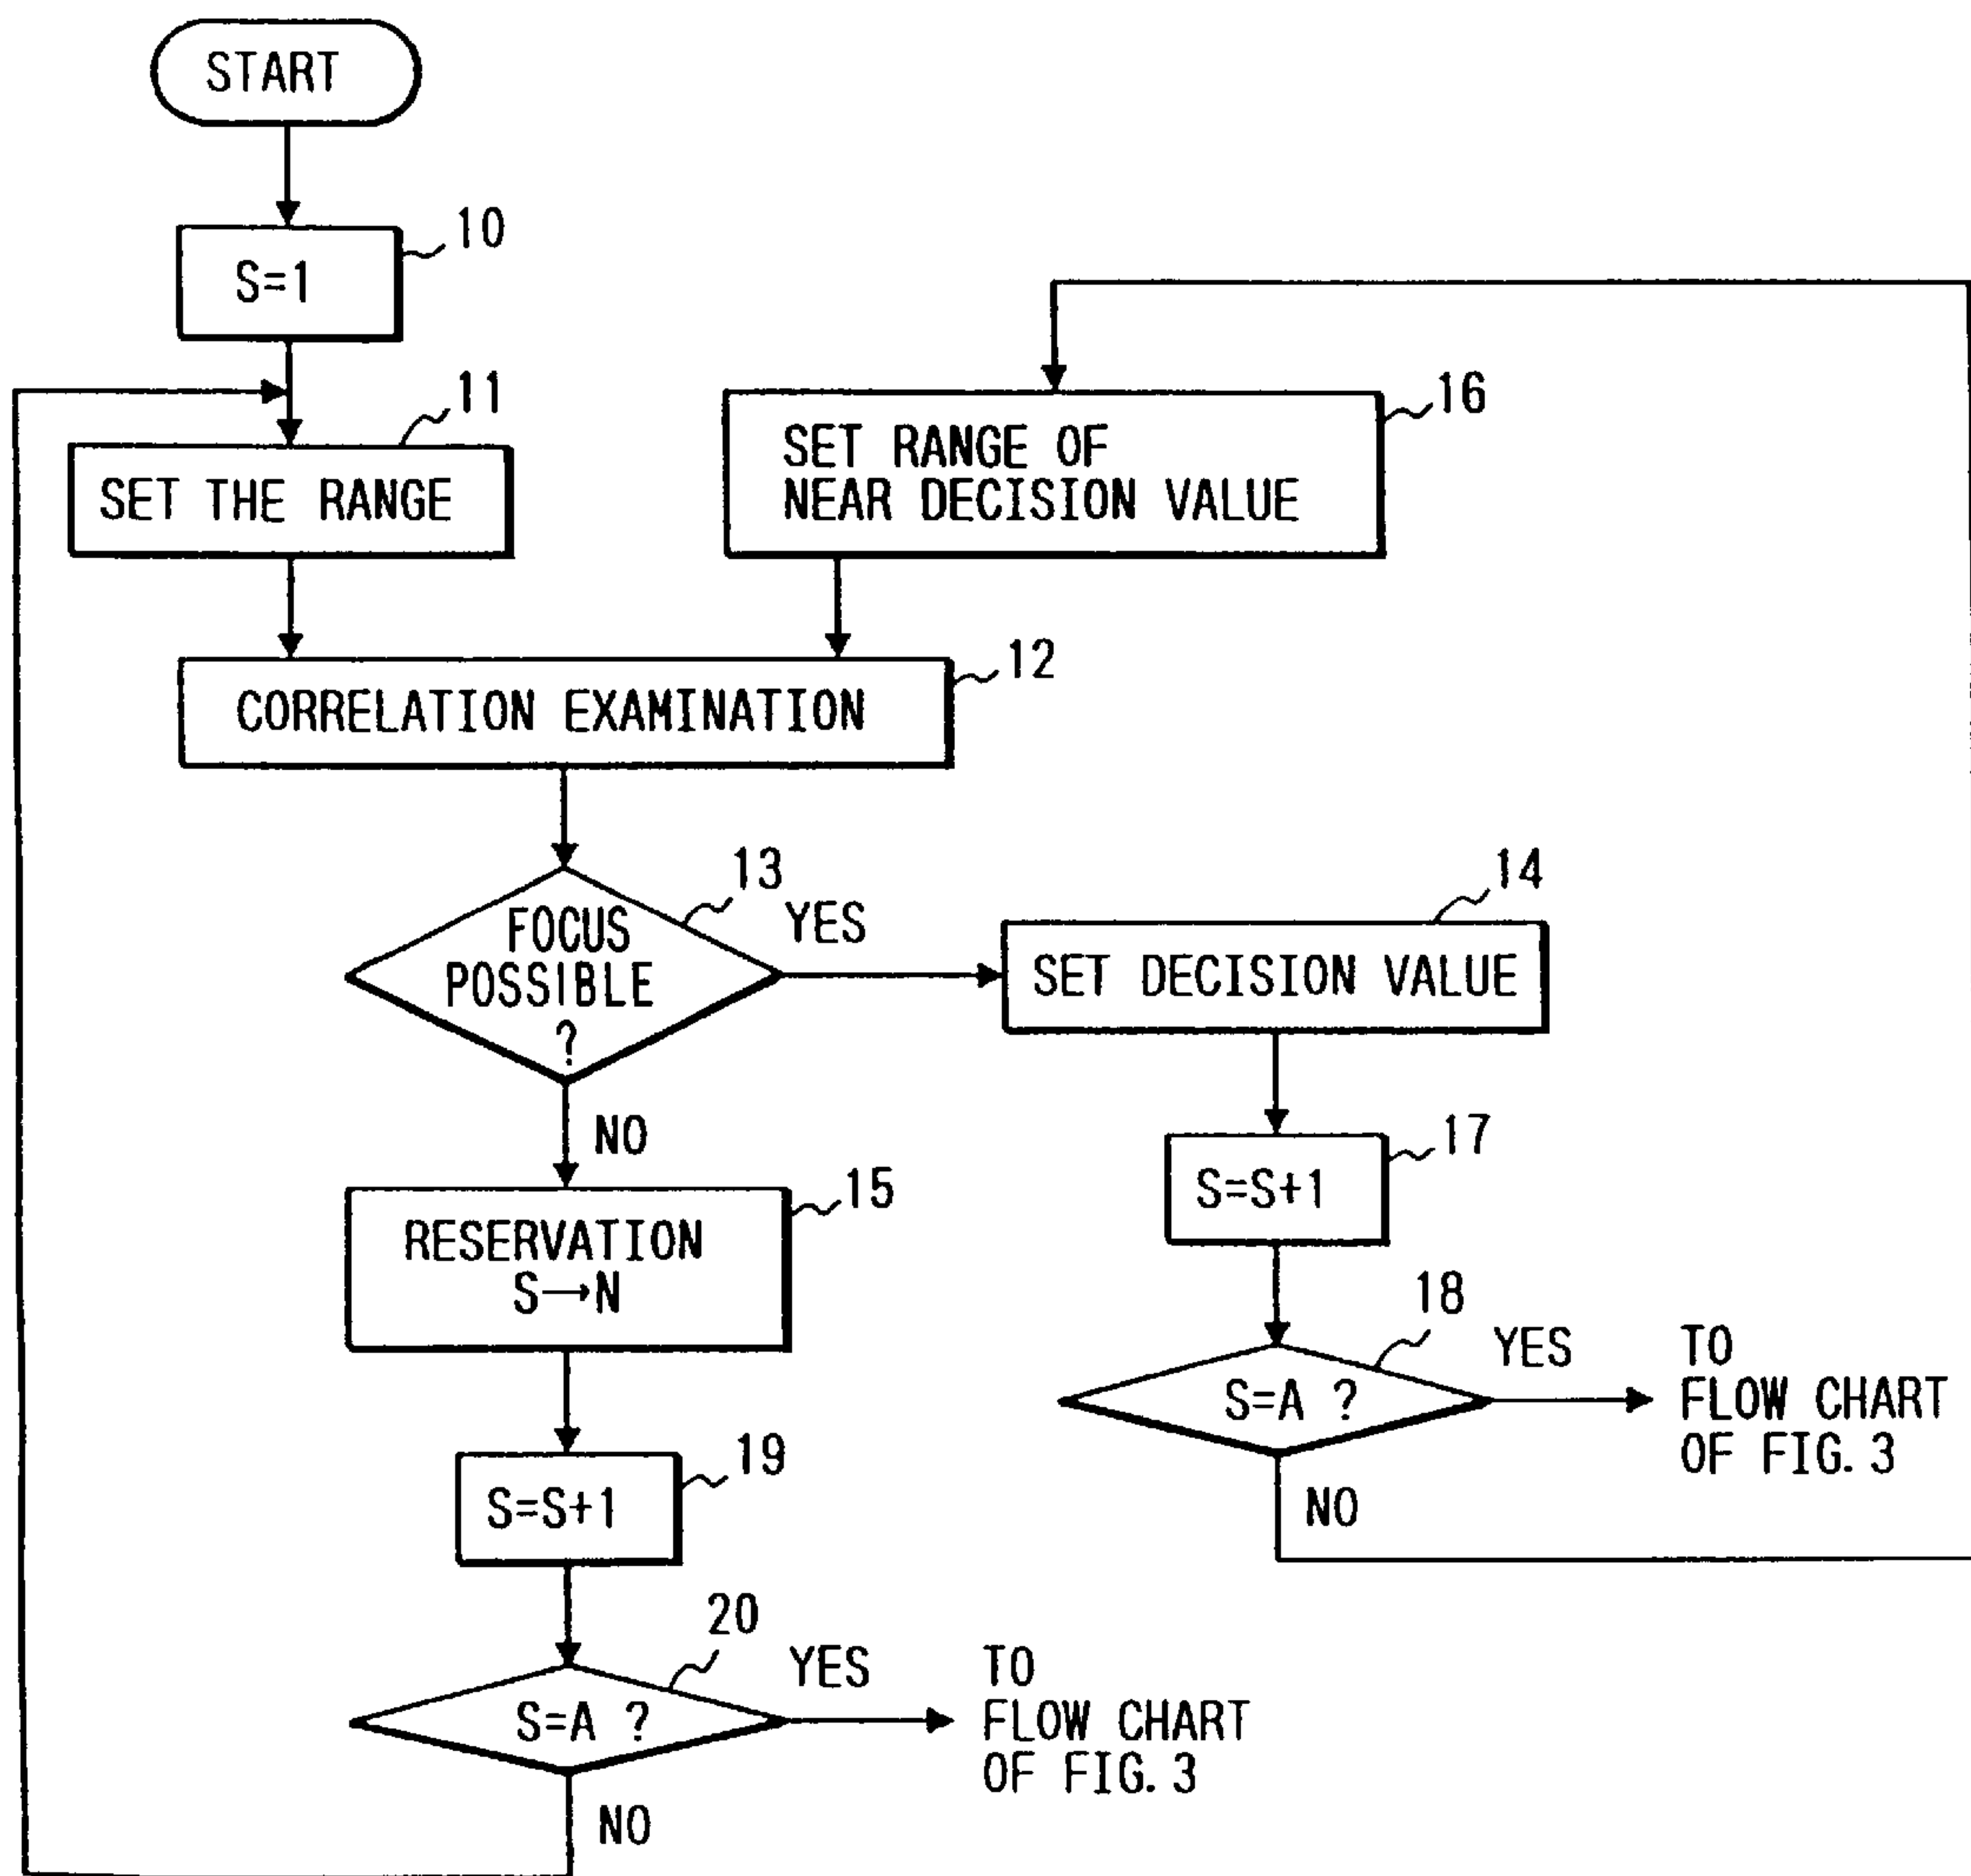 START
10
S=1
11
SET THE RANGE
16
SET RANGE OF
NEAR DECISION VALUE
12
CORRELATION EXAMINATION
13
FOCUS
POSSIBLE
?
YES
14
SET DECISION VALUE
NO
17
S=S+1
15
RESERVATION
S→N
18
S=A ?
YES
TO
FLOW CHART
OF FIG. 3
NO
19
S=S+1
20
S=A ?
YES
TO
FLOW CHART
OF FIG. 3
NO